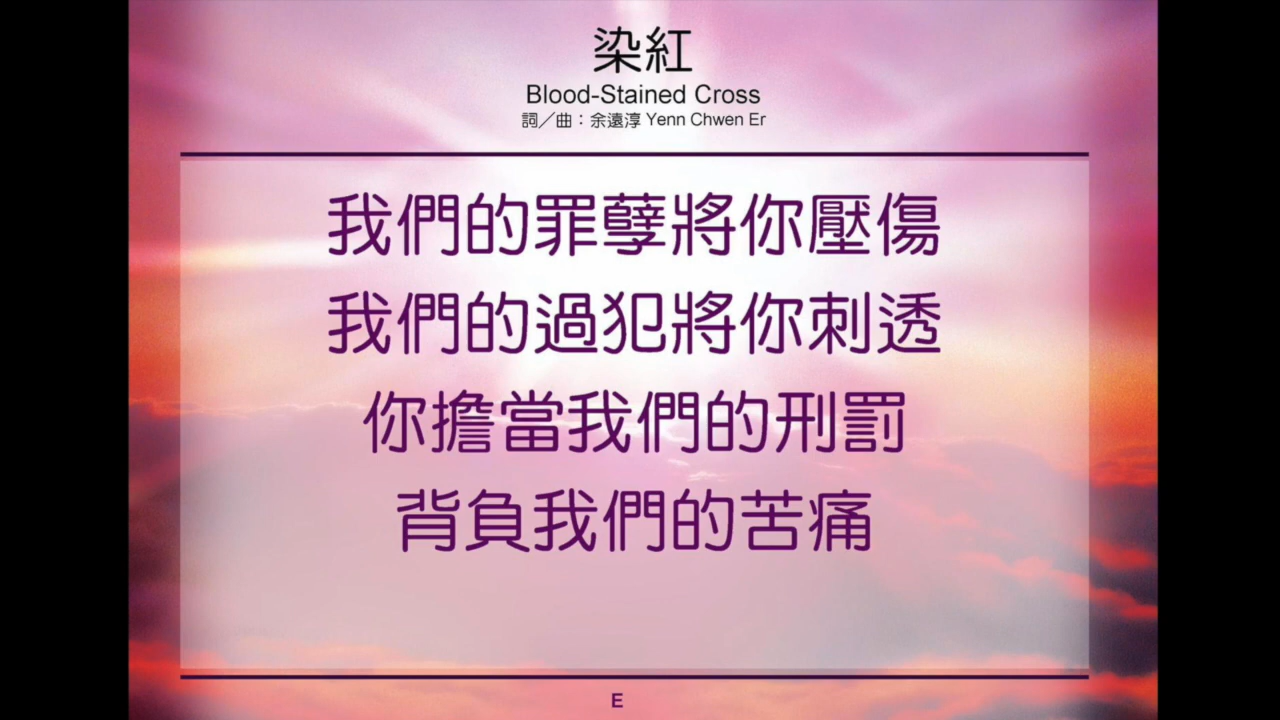 染紅
Blood-Stained Cross
詞／曲：余遠淳 Yenn Chwen Er
我們的罪孽將你壓傷
我們的過犯將你刺透
你擔當我們的刑罰
背負我們的苦痛
E